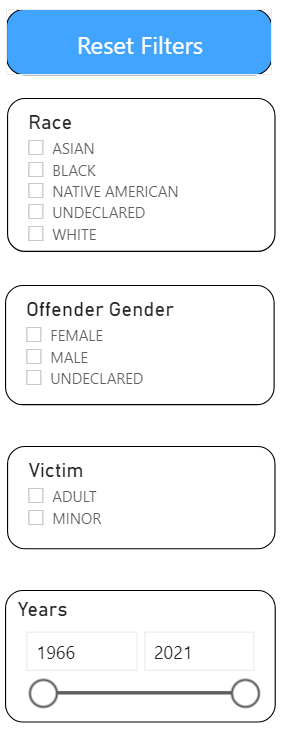 Reset Filters
Race
ASIAN
BLACK
NATIVE AMERICAN
UNDECLARED
WHITE
Offender Gender
FEMALE
MALE
UNDECLARED
Victim
ADULT
MINOR
Years
1966 2021